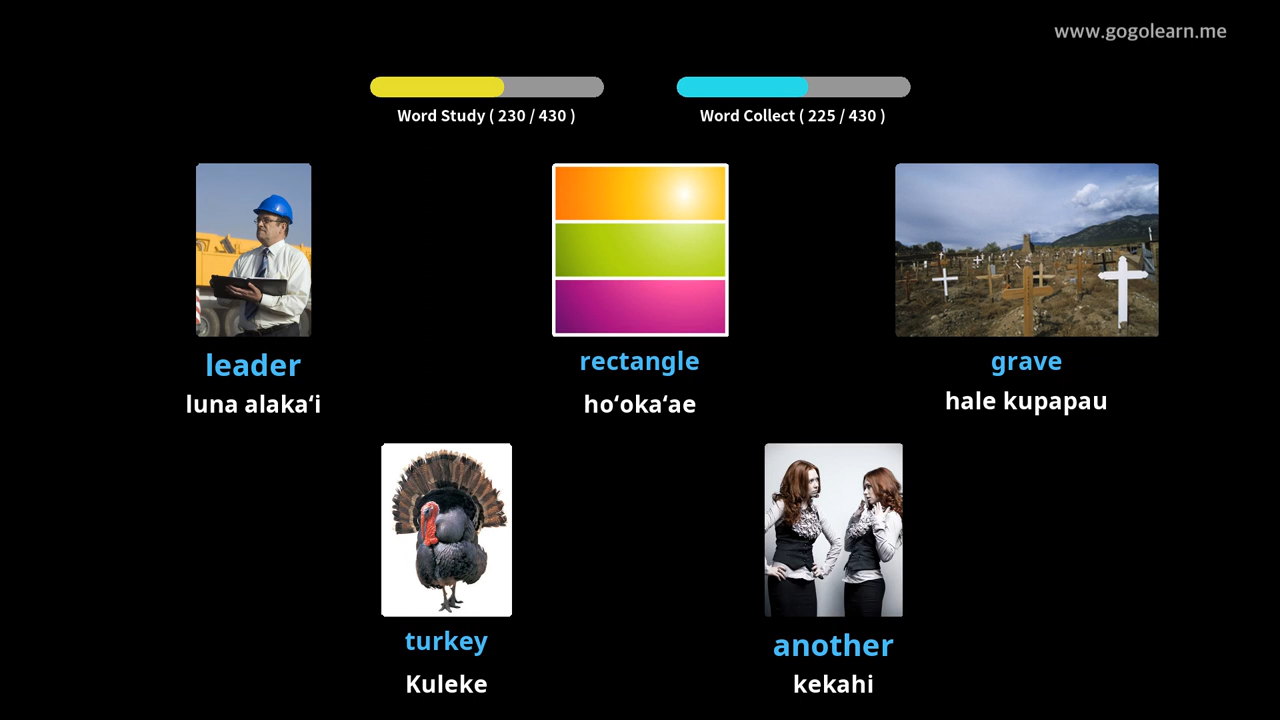 www.gogolearn.me
Word Study ( 230 / 430 )
Word Collect ( 225 / 430 )
leader
luna alakaʻi
rectangle
hoʻokaʻae
grave
hale kupapau
turkey
Kuleke
another
kekahi